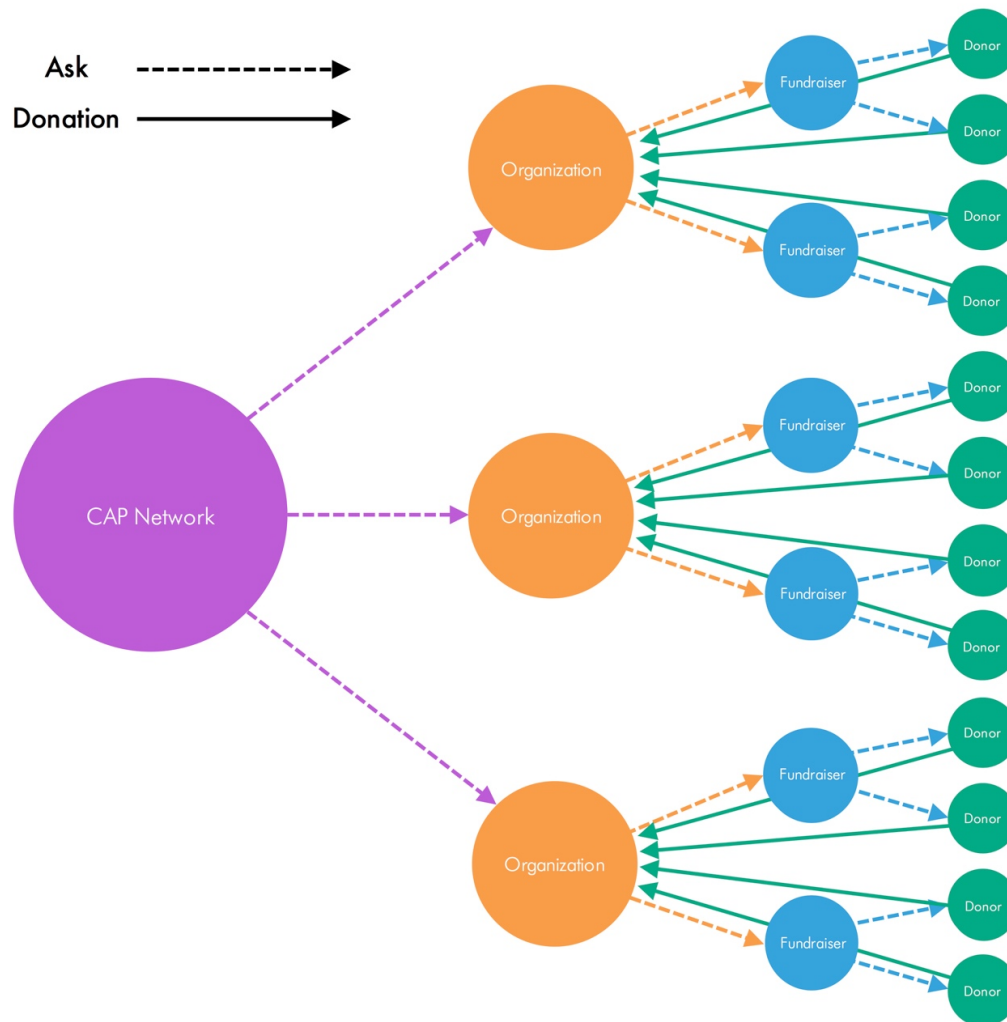 Ask
Donation
CAP Network
Organization
Fundraiser
Donor
Donor
Fundraiser
Donor
Donor
Organization
Fundraiser
Donor
Donor
Fundraiser
Donor
Donor
Organization
Fundraiser
Donor
Donor
Fundraiser
Donor
Donor